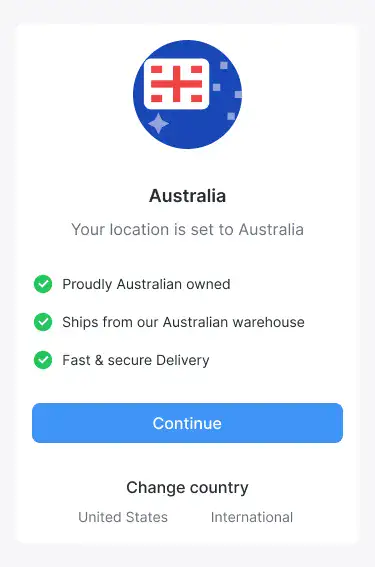 Australia
Your location is set to Australia
Proudly Australian owned
Ships from our Australian warehouse
Fast & secure Delivery
Continue
Change country
United States International